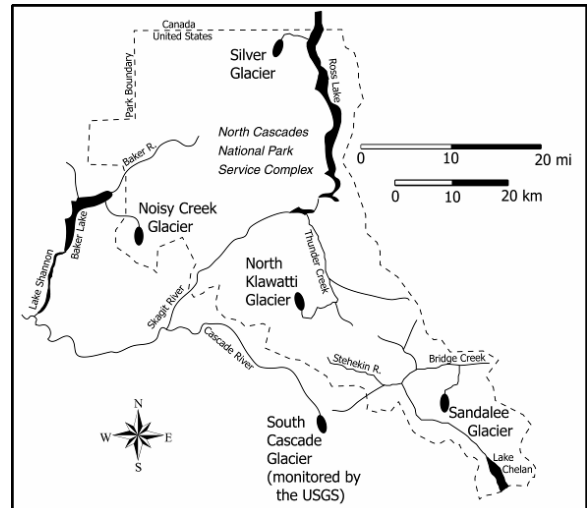 Canada
United States
Silver
Glacier
Park Boundary
Ross Lake
North Cascades
National Park
Service Complex
0 10 20 mi
0 10 20 km
Baker R.
Noisy Creek
Glacier
Baker Lake
Lake Shannon
Thunder Creek
North
Klawatti
Glacier
Skagit River
Cascade River
Stehekin R.
Bridge Creek
Sandalee
Glacier
South
Cascade
Glacier
(monitored by
the USGS)
Lake
Chelan
N
W E
S